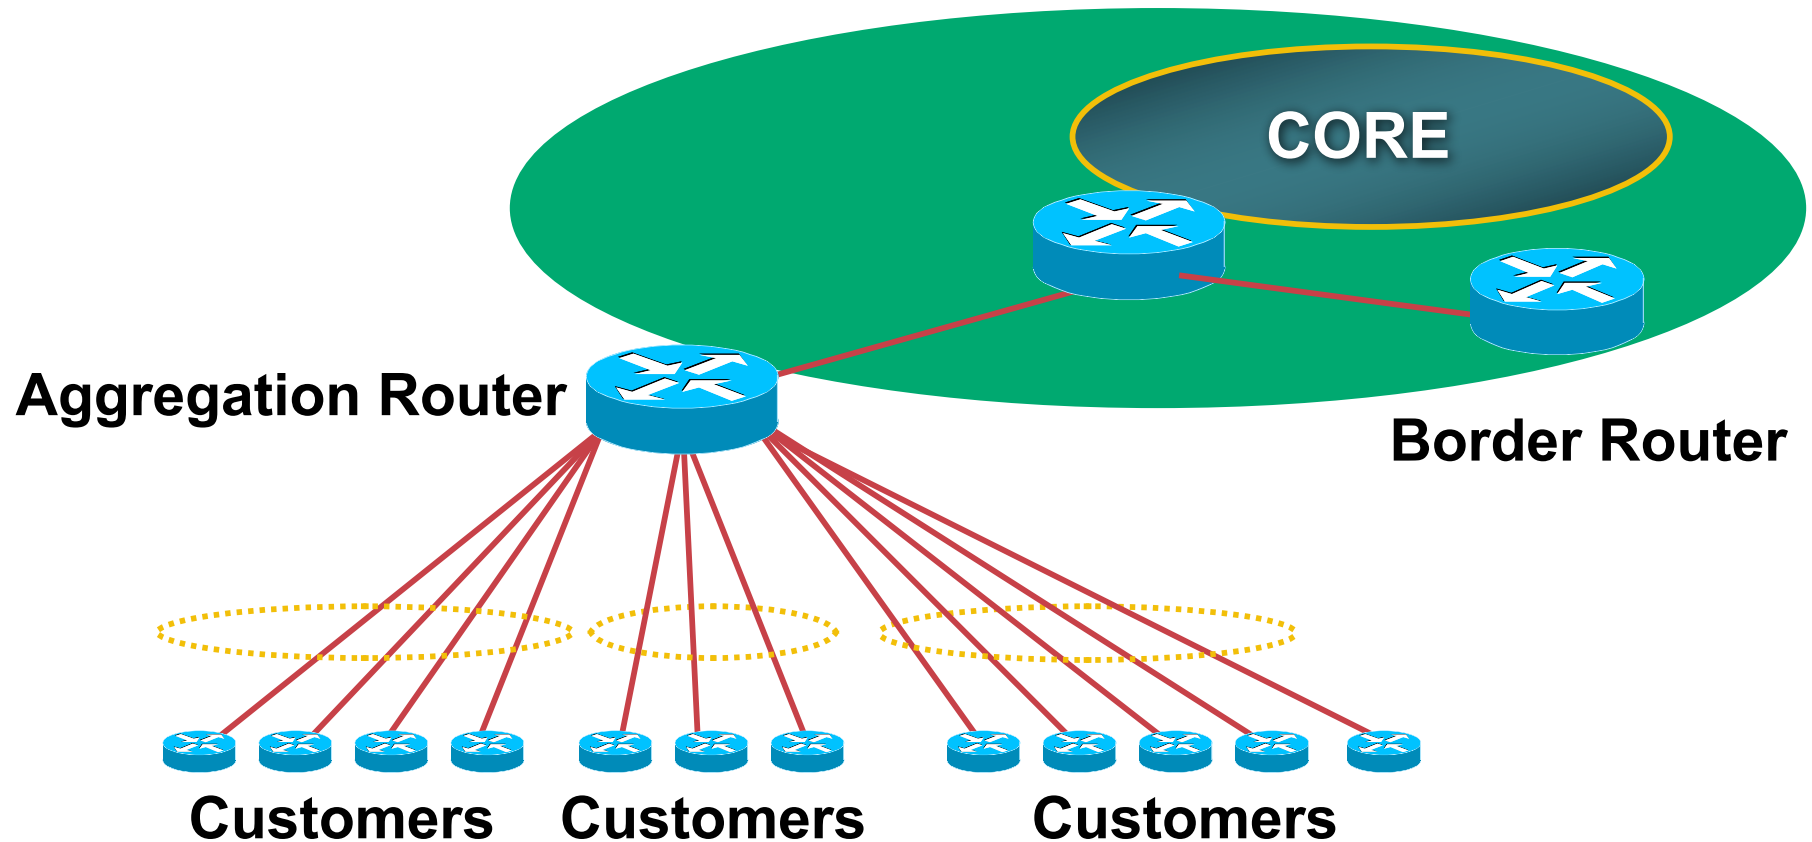 CORE
Aggregation Router
Border Router
Customers
Customers
Customers